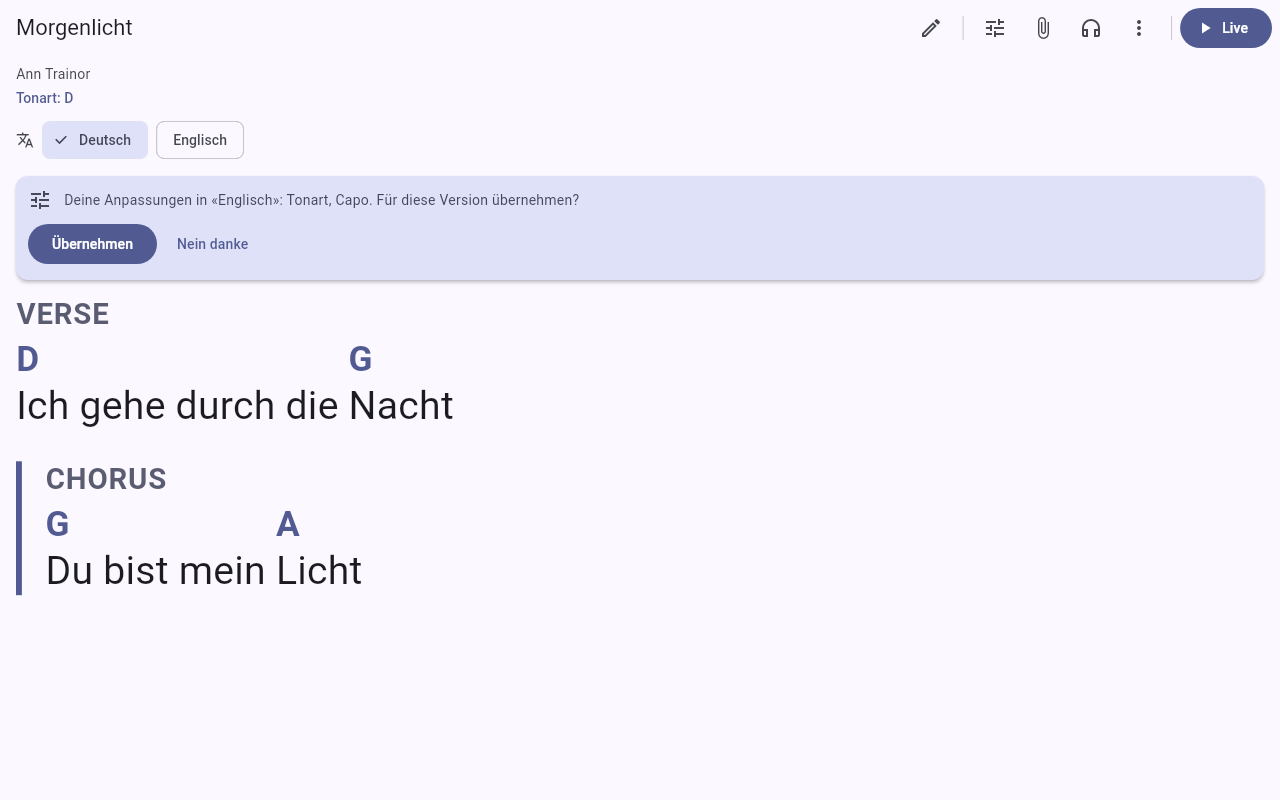 Morgenlicht
Live
Ann Trainor
Tonart: D
Deutsch
Englisch
Deine Anpassungen in «Englisch»: Tonart, Capo. Für diese Version übernehmen?
Übernehmen
Nein danke
VERSE
D G
Ich gehe durch die Nacht
CHORUS
G A
Du bist mein Licht